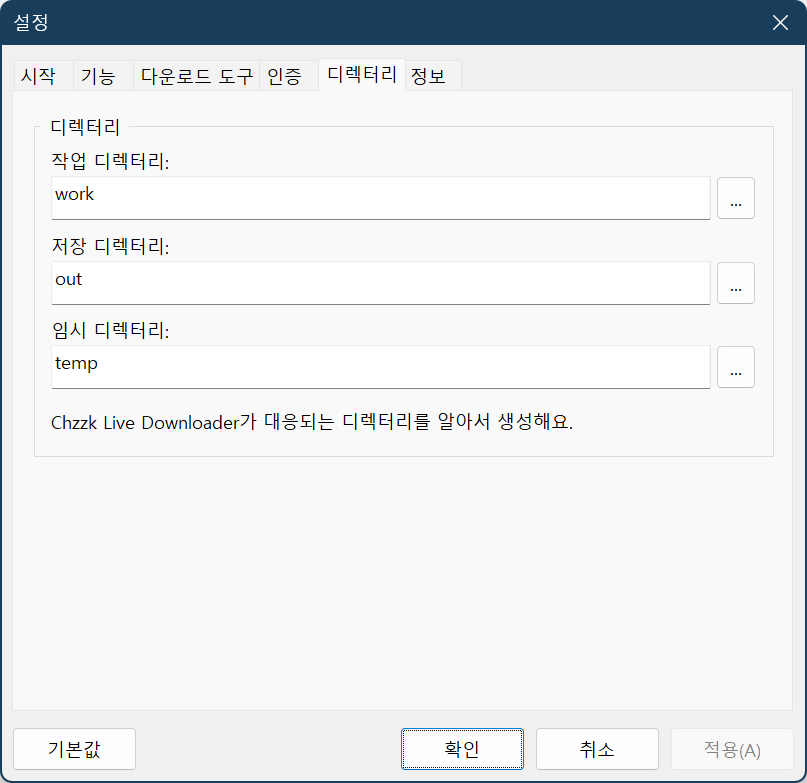 설정
시작 기능 다운로드 도구 인증 디렉터리 정보
디렉터리
작업 디렉터리:
work ...
저장 디렉터리:
out ...
임시 디렉터리:
temp ...
Chzzk Live Downloader가 대응되는 디렉터리를 알아서 생성해요.
기본값 확인 취소 적용(A)